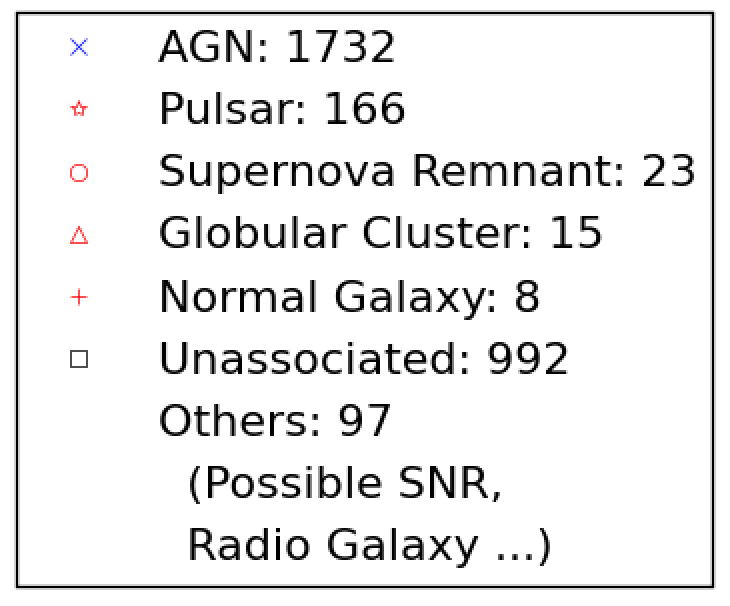 AGN: 1732
Pulsar: 166
Supernova Remnant: 23
Globular Cluster: 15
Normal Galaxy: 8
Unassociated: 992
Others: 97
(Possible SNR,
Radio Galaxy ...)